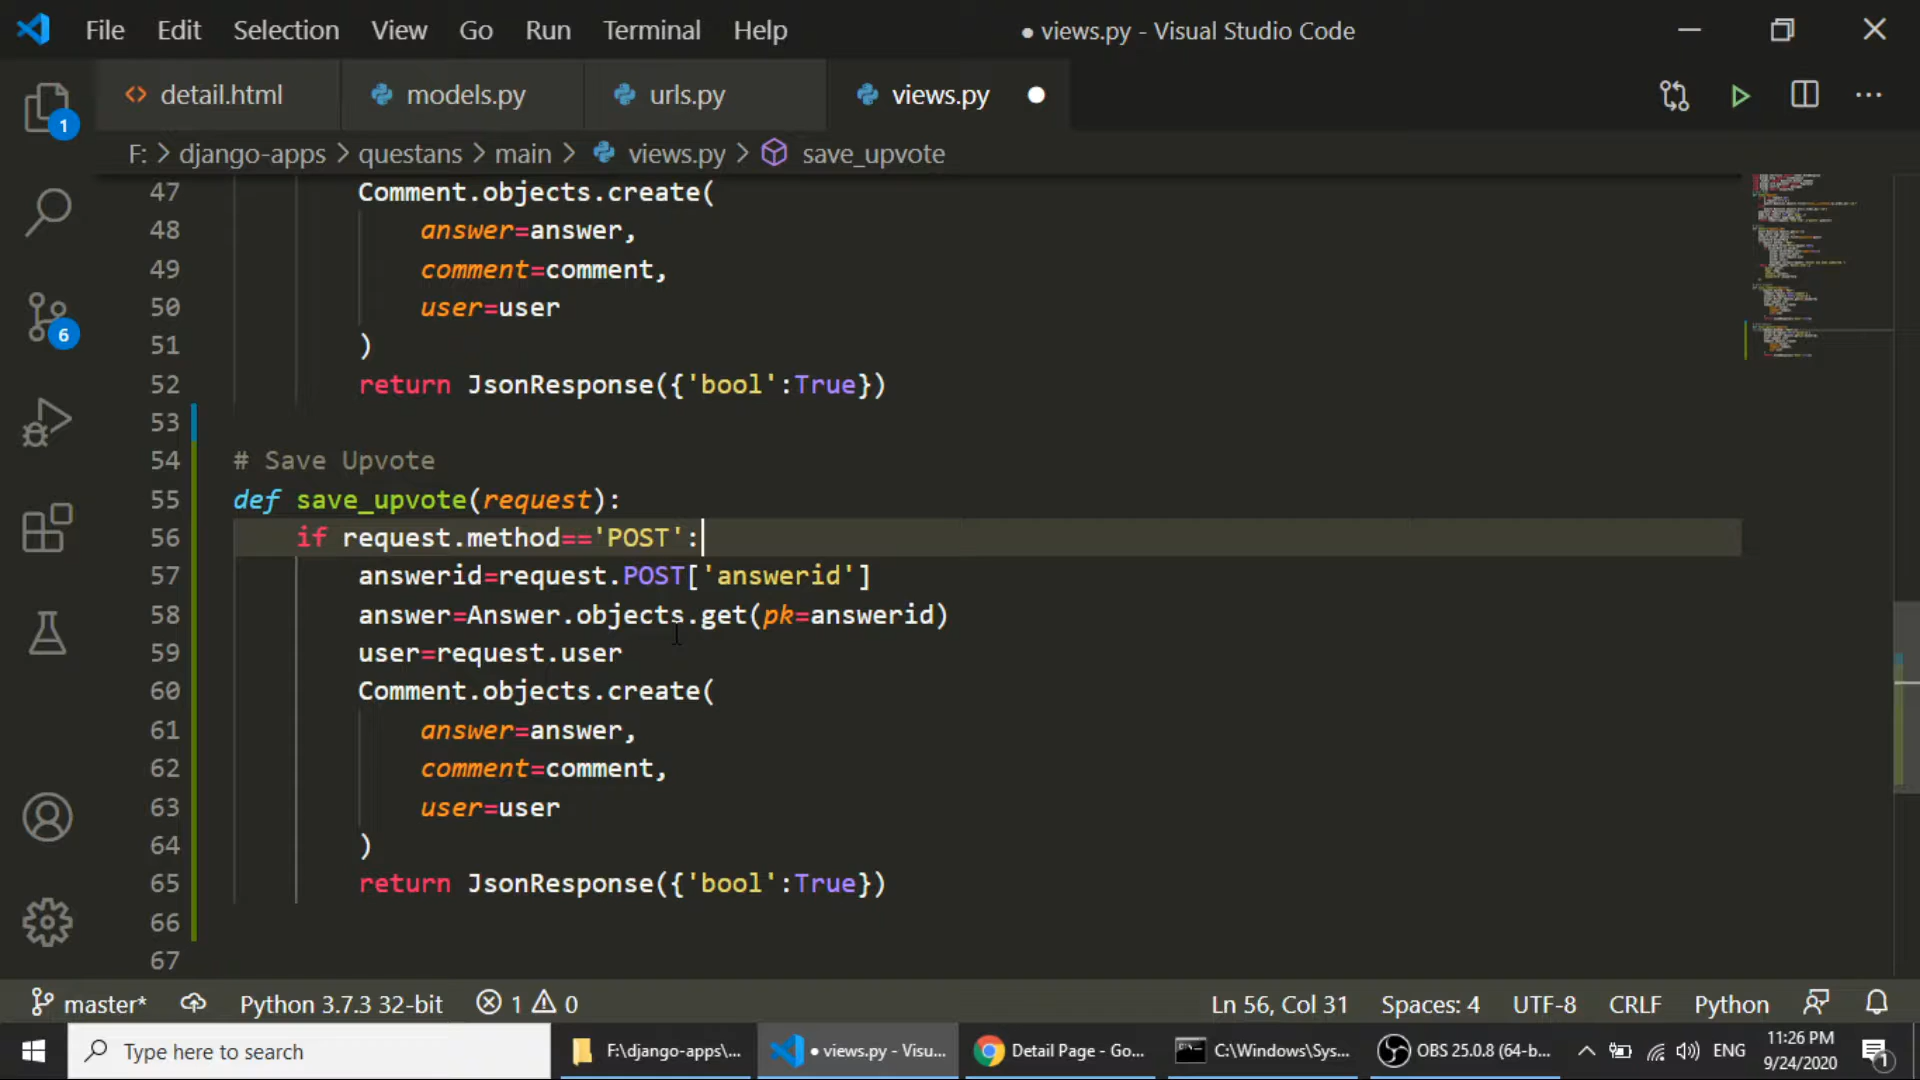 File Edit Selection View Go Run Terminal Help ● views.py - Visual Studio Code
detail.html models.py urls.py views.py
F: > django-apps > questans > main > views.py > save_upvote
47 Comment.objects.create(
48 answer=answer,
49 comment=comment,
50 user=user
51 )
52 return JsonResponse({'bool':True})
53
54 # Save Upvote
55 def save_upvote(request):
56 if request.method=='POST':
57 answerid=request.POST['answerid']
58 answer=Answer.objects.get(pk=answerid)
59 user=request.user
60 Comment.objects.create(
61 answer=answer,
62 comment=comment,
63 user=user
64 )
65 return JsonResponse({'bool':True})
66
67
1
6
master* Python 3.7.3 32-bit 1 0 Ln 56, Col 31 Spaces: 4 UTF-8 CRLF Python
Type here to search F:\django-apps\... ● views.py - Visu... Detail Page - Go... C:\Windows\Sys... OBS 25.0.8 (64-b... ENG 11:26 PM
9/24/2020 1